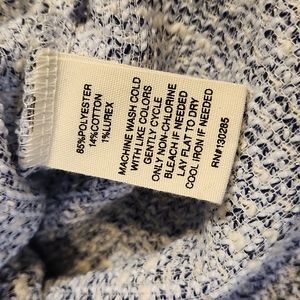 85%POLYESTER
14%COTTON
1%LUREX
MACHINE WASH COLD
WITH LIKE COLORS
GENTLY CYCLE
ONLY NON-CHLORINE
BLEACH IF NEEDED
LAY FLAT TO DRY
COOL IRON IF NEEDED
RN#130285